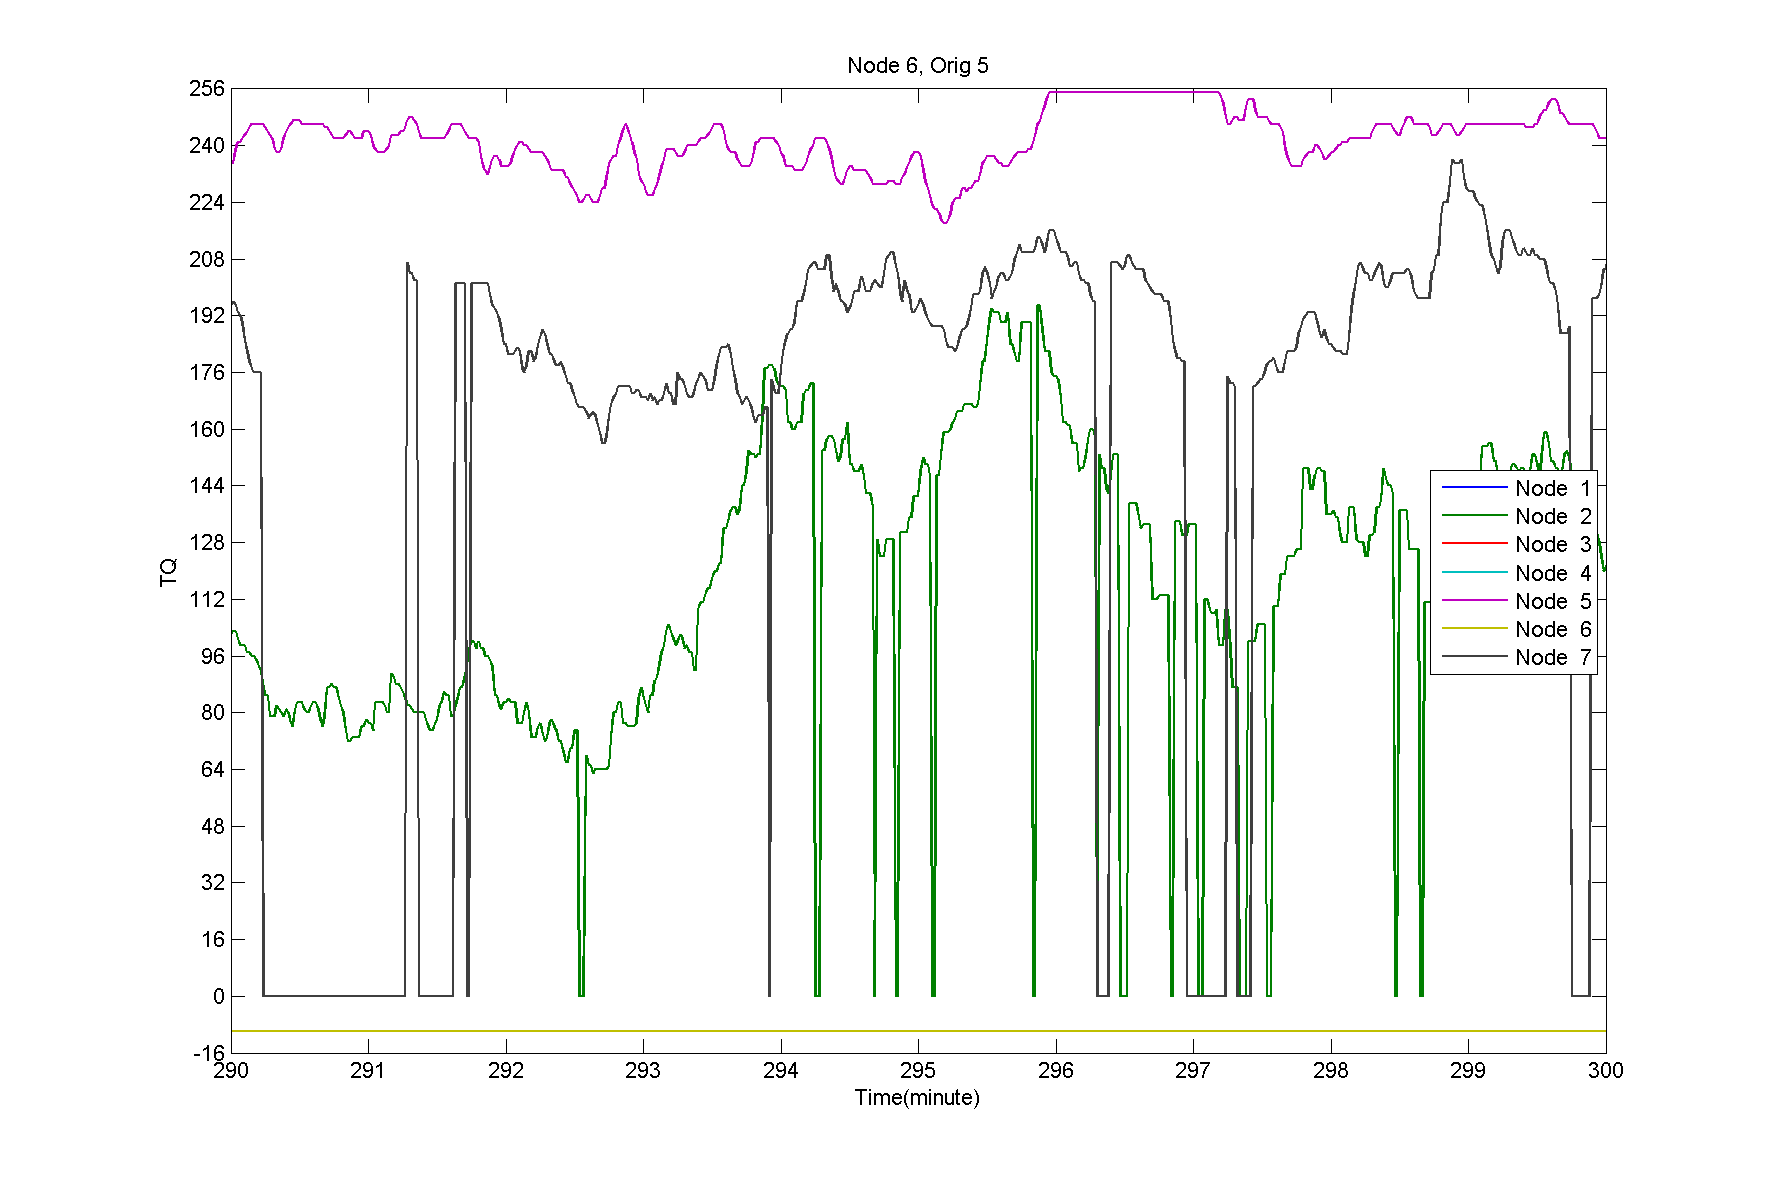 Node 6, Orig 5
256
240
224
208
192
176
160
144
128
112
96
80
64
48
32
16
0
-16
TQ
Node 1
Node 2
Node 3
Node 4
Node 5
Node 6
Node 7
290 291 292 293 294 295 296 297 298 299 300
Time(minute)